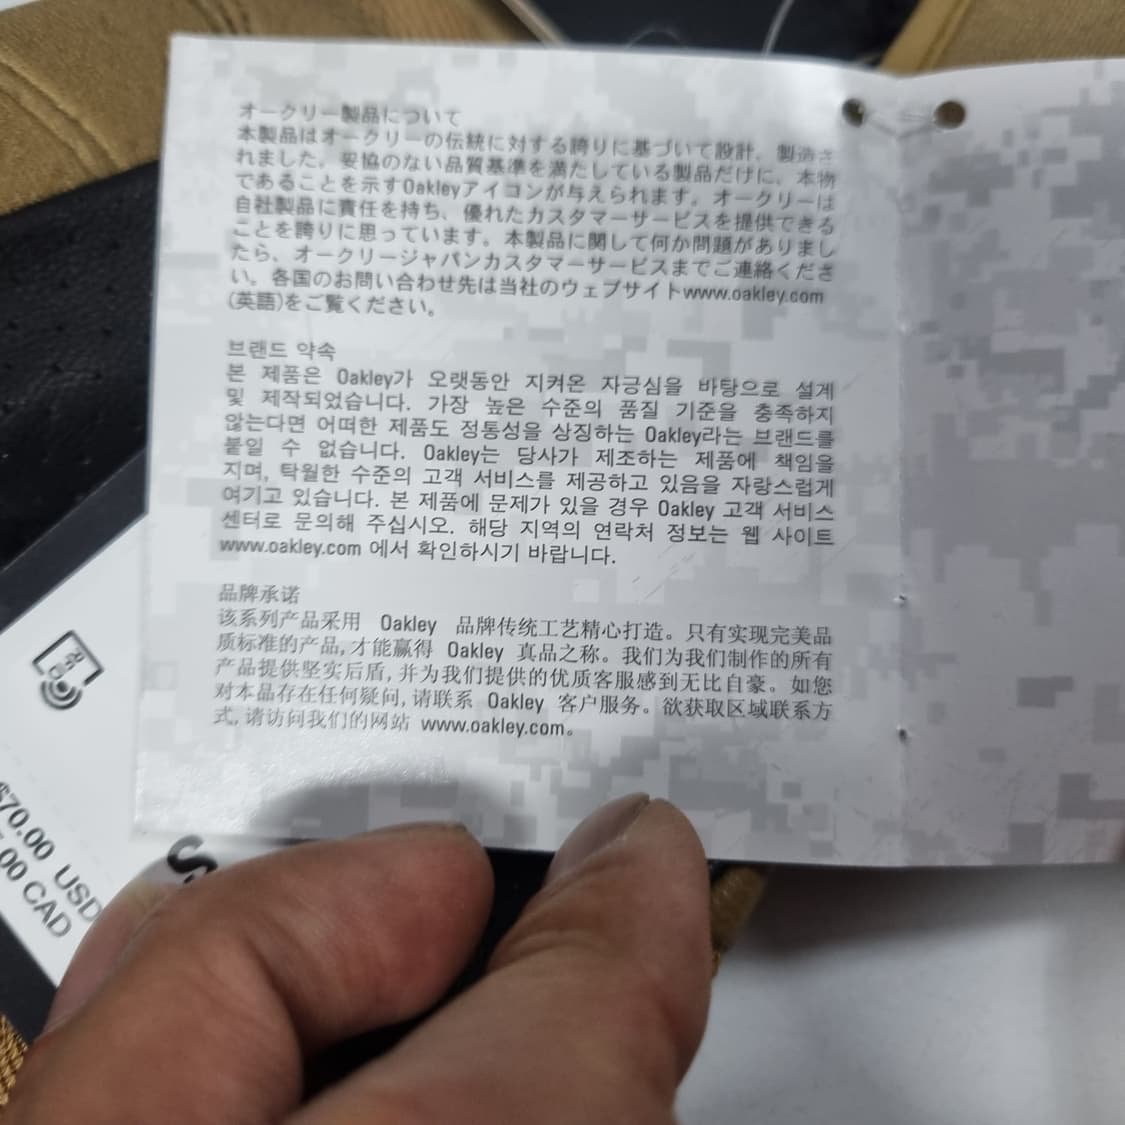 オークリー製品について
本製品はオークリーの伝統に対する誇りに基づいて設計、製造さ
れました。妥協のない品質基準を満たしている製品だけに、本物
であることを示すOakleyアイコンが与えられます。オークリーは
自社製品に責任を持ち、優れたカスタマーサービスを提供できる
ことを誇りに思っています。本製品に関して何か問題がありまし
たら、オークリージャパンカスタマーサービスまでご連絡くださ
い。各国のお問い合わせ先は当社のウェブサイトwww.oakley.com
(英語)をご覧ください。
브랜드 약속
본 제품은 Oakley가 오랫동안 지켜온 자긍심을 바탕으로 설계
및 제작되었습니다. 가장 높은 수준의 품질 기준을 충족하지
않는다면 어떠한 제품도 정통성을 상징하는 Oakley라는 브랜드를
붙일 수 없습니다. Oakley는 당사가 제조하는 제품에 책임을
지며, 탁월한 수준의 고객 서비스를 제공하고 있음을 자랑스럽게
여기고 있습니다. 본 제품에 문제가 있을 경우 Oakley 고객 서비스
센터로 문의해 주십시오. 해당 지역의 연락처 정보는 웹 사이트
www.oakley.com 에서 확인하시기 바랍니다.
品牌承诺
该系列产品采用 Oakley 品牌传统工艺精心打造。只有实现完美品
质标准的产品,才能赢得 Oakley 真品之称。我们为我们制作的所有
产品提供坚实后盾,并为我们提供的优质客服感到无比自豪。如您
对本品存在任何疑问,请联系 Oakley 客户服务。欲获取区域联系方
式,请访问我们的网站 www.oakley.com。
$70.00 USD
.00 CAD